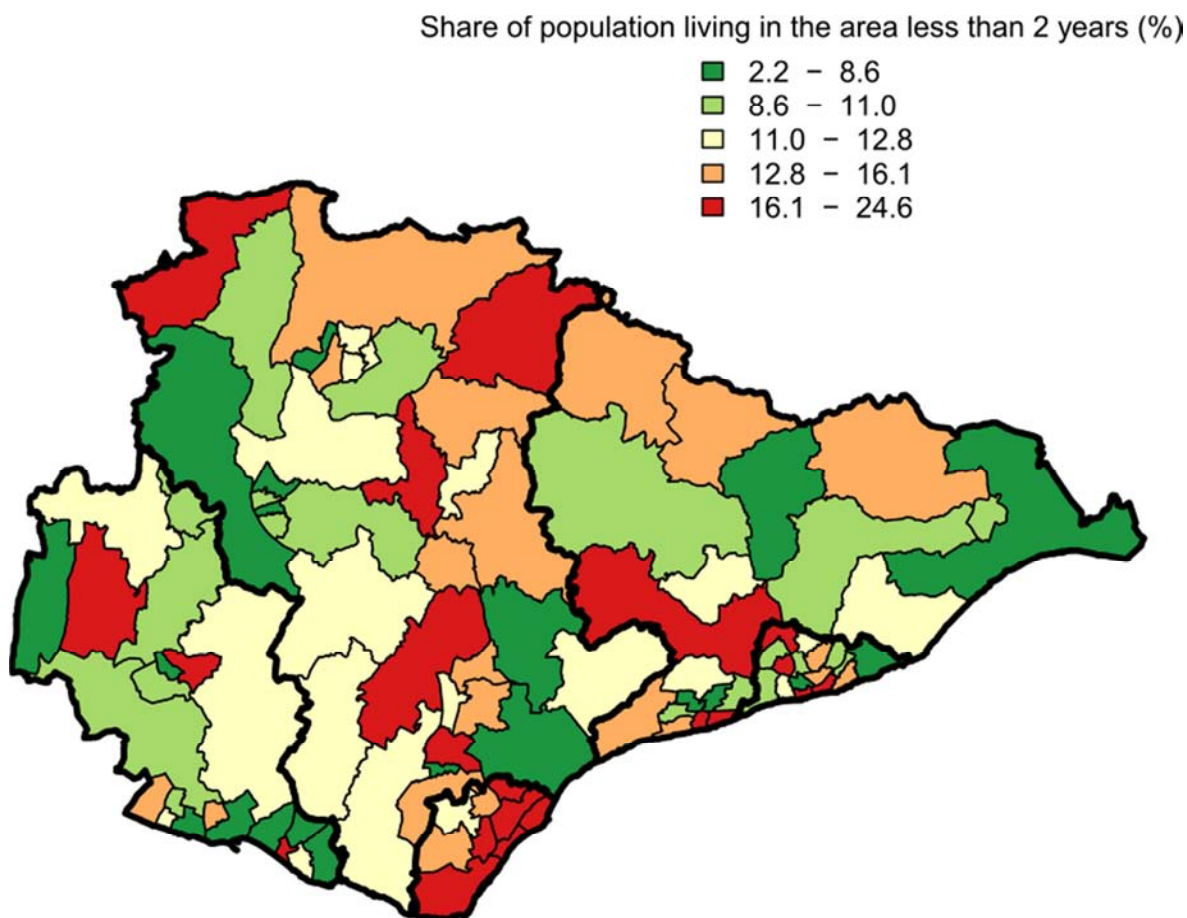 Share of population living in the area less than 2 years (%)
2.2 – 8.6
8.6 – 11.0
11.0 – 12.8
12.8 – 16.1
16.1 – 24.6